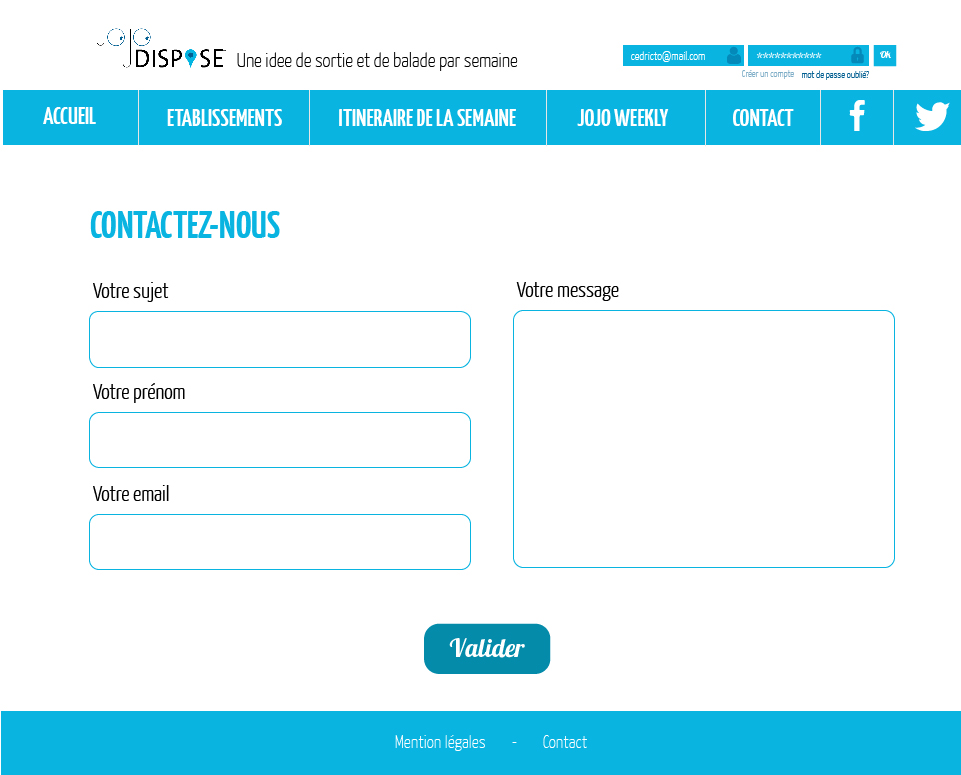 JOJO
DISPOSE
Une idee de sortie et de balade par semaine
cedricto@mail.com
***********
Ok
Créer un compte
mot de passe oublié?
ACCUEIL
ETABLISSEMENTS
ITINERAIRE DE LA SEMAINE
JOJO WEEKLY
CONTACT
CONTACTEZ-NOUS
Votre sujet
Votre message
Votre prénom
Votre email
Valider
Mention légales - Contact